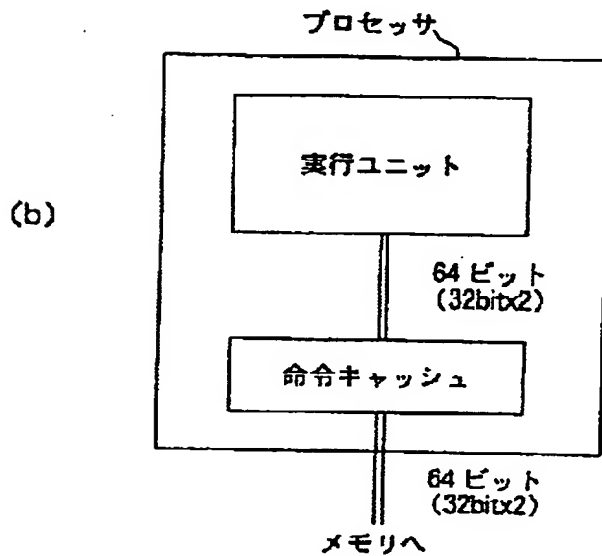 プロセッサ
実行ユニット
(b)
64 ビット
(32bitx2)
命令キャッシュ
64 ビット
(32bitx2)
メモリへ